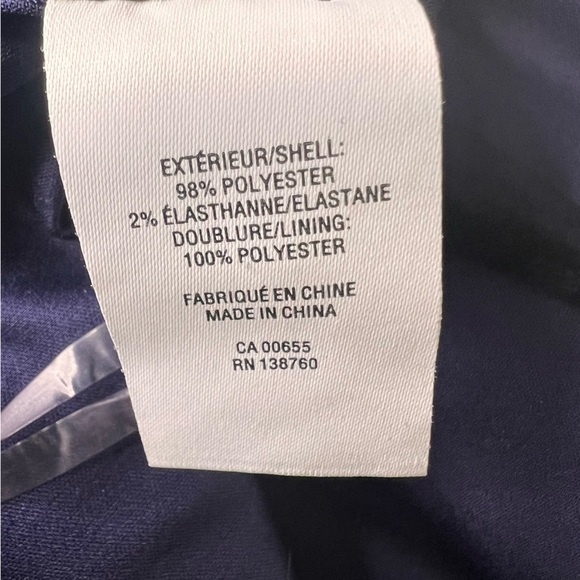 EXTÉRIEUR/SHELL:
98% POLYESTER
2% ÉLASTHANNE/ELASTANE
DOUBLURE/LINING:
100% POLYESTER
FABRIQUÉ EN CHINE
MADE IN CHINA
CA 00655
RN 138760